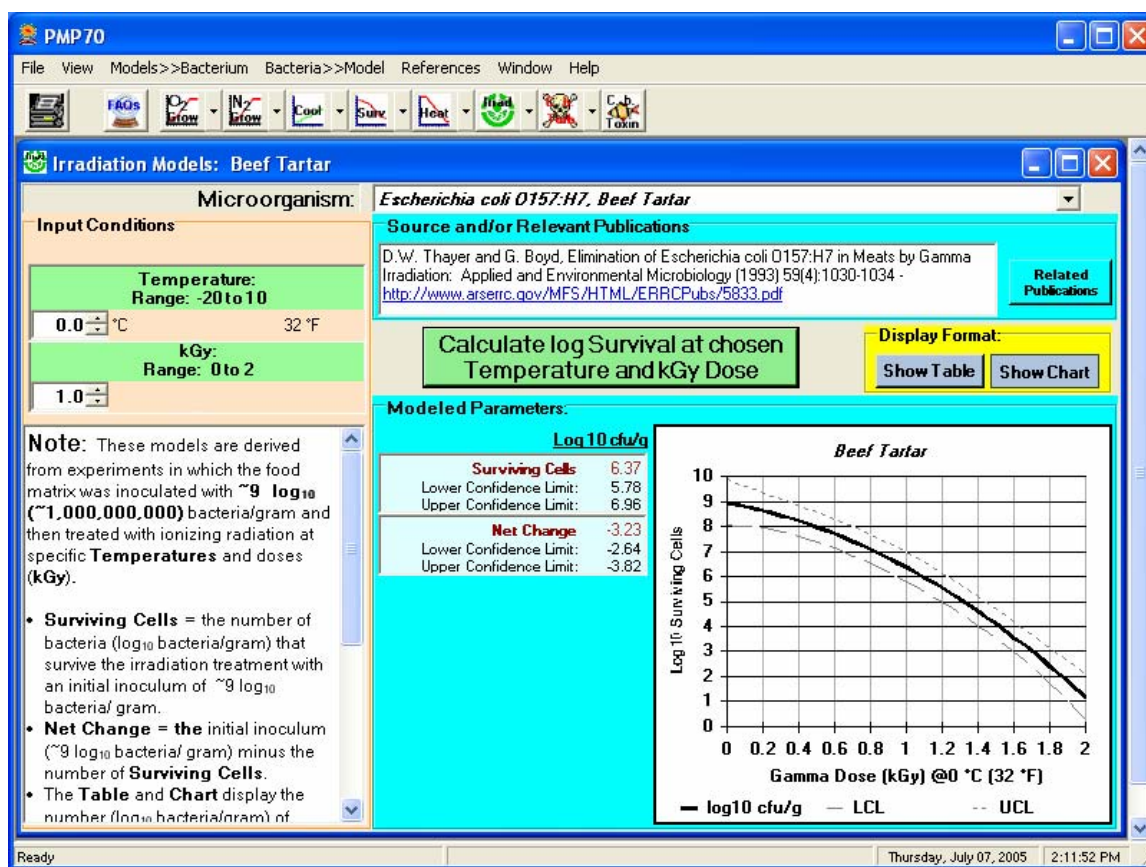 PMP70
File View Models>>Bacterium Bacteria>>Model References Window Help
FAQs O2 Grow N2 Grow Cool Surv. Heat Irrad C.b. Toxin
Irradiation Models: Beef Tartar
Microorganism: Escherichia coli O157:H7, Beef Tartar
Input Conditions
Temperature:
Range: -20 to 10
0.0 °C 32 °F
kGy:
Range: 0 to 2
1.0
Note: These models are derived
from experiments in which the food
matrix was inoculated with ~9 log10
(~1,000,000,000) bacteria/gram and
then treated with ionizing radiation at
specific Temperatures and doses
(kGy).
• Surviving Cells = the number of
bacteria (log10 bacteria/gram) that
survive the irradiation treatment with
an initial inoculum of ~9 log10
bacteria/ gram.
• Net Change = the initial inoculum
(~9 log10 bacteria/ gram) minus the
number of Surviving Cells.
• The Table and Chart display the
number (log10 bacteria/gram) of
Source and/or Relevant Publications
D.W. Thayer and G. Boyd, Elimination of Escherichia coli O157:H7 in Meats by Gamma
Irradiation: Applied and Environmental Microbiology (1993) 59(4):1030-1034 -
http://www.arserrc.gov/MFS/HTML/ERRCPubs/5833.pdf
Related
Publications
Calculate log Survival at chosen
Temperature and kGy Dose
Display Format:
Show Table Show Chart
Modeled Parameters:
Log10 cfu/g
Surviving Cells 6.37
Lower Confidence Limit: 5.78
Upper Confidence Limit: 6.96
Net Change -3.23
Lower Confidence Limit: -2.64
Upper Confidence Limit: -3.82
Beef Tartar
Log10 Surviving Cells
10
9
8
7
6
5
4
3
2
1
0
0 0.2 0.4 0.6 0.8 1 1.2 1.4 1.6 1.8 2
Gamma Dose (kGy) @0 °C (32 °F)
log10 cfu/g LCL UCL
Ready Thursday, July 07, 2005 2:11:52 PM